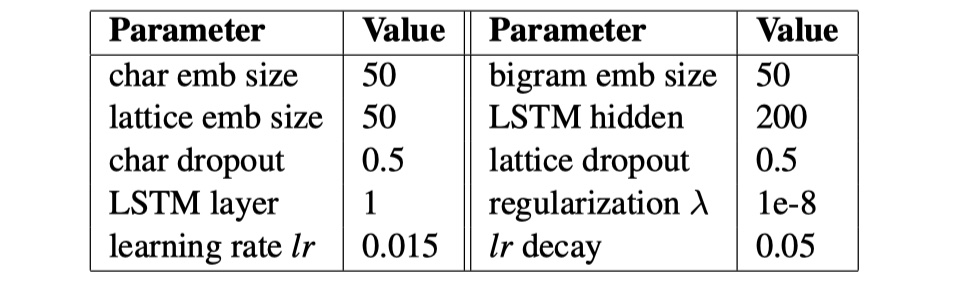 Parameter Value Parameter Value
char emb size 50 bigram emb size 50
lattice emb size 50 LSTM hidden 200
char dropout 0.5 lattice dropout 0.5
LSTM layer 1 regularization λ 1e-8
learning rate lr 0.015 lr decay 0.05